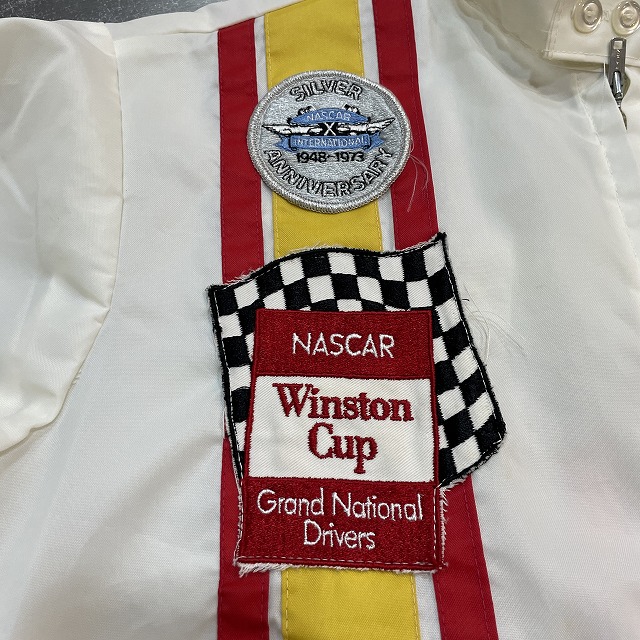 SILVER
NASCAR
INTERNATIONAL
1948-1973
ANNIVERSARY
NASCAR
Winston
Cup
Grand National
Drivers